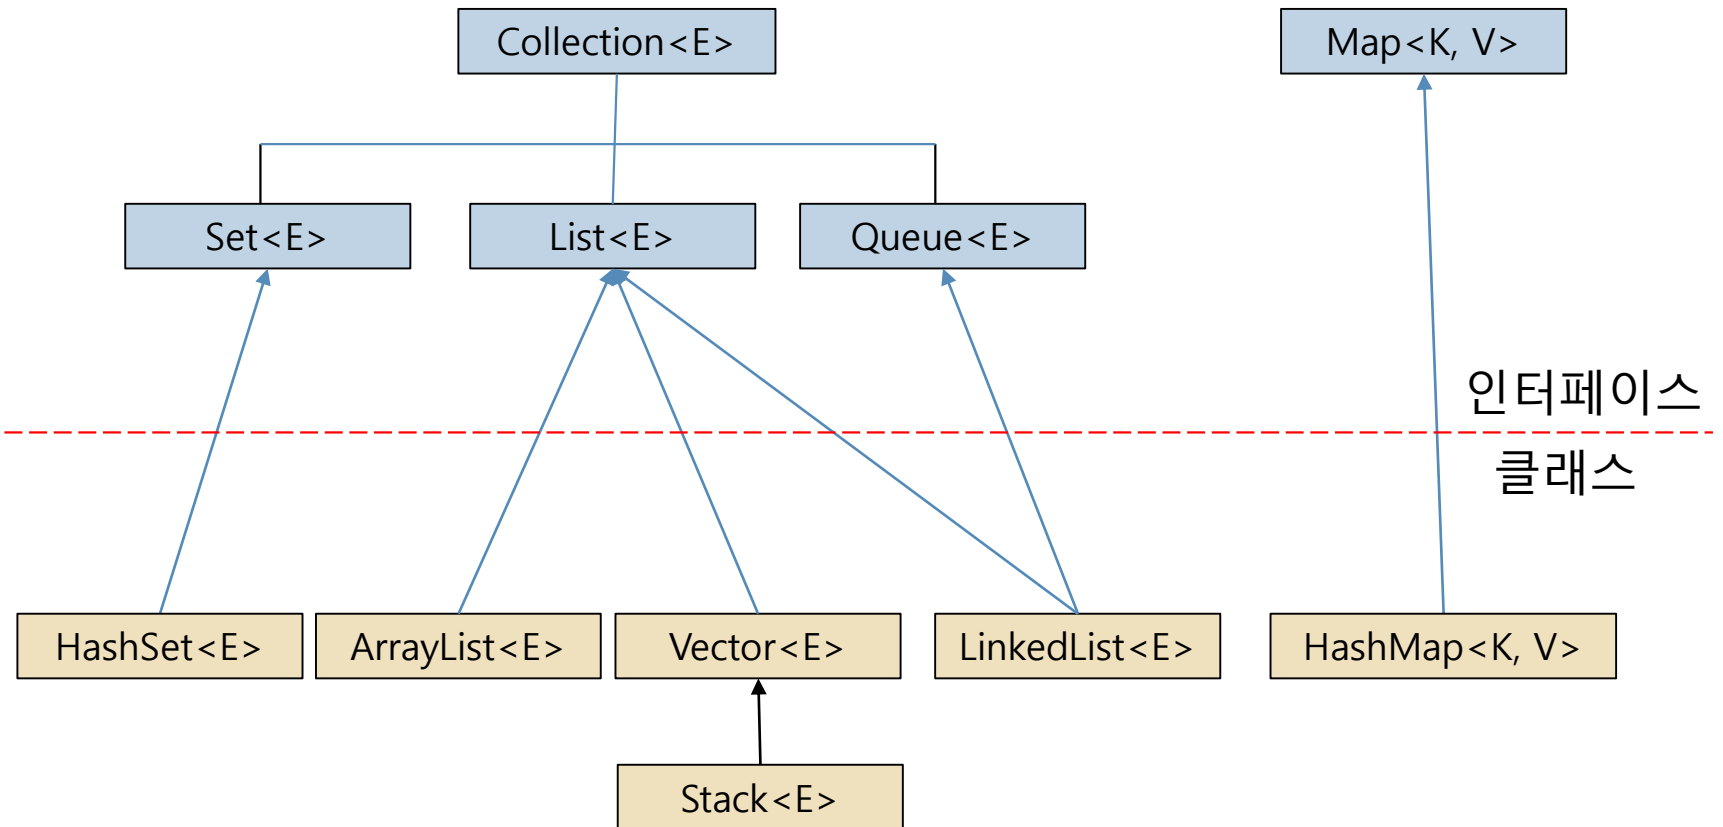 Collection<E>
Map<K, V>
Set<E>
List<E>
Queue<E>
인터페이스
클래스
HashSet<E>
ArrayList<E>
Vector<E>
LinkedList<E>
HashMap<K, V>
Stack<E>